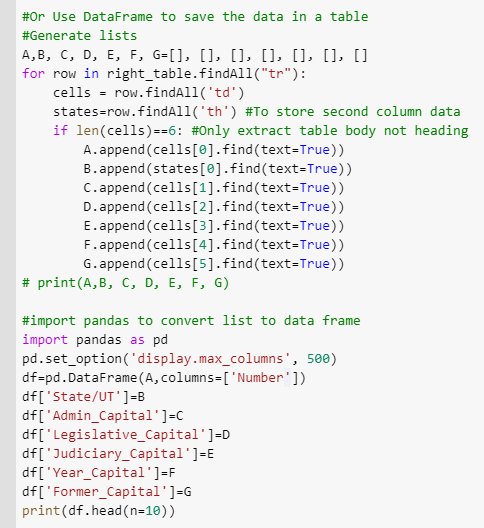 #Or Use DataFrame to save the data in a table
#Generate lists
A,B, C, D, E, F, G=[], [], [], [], [], [], []
for row in right_table.findAll("tr"):
    cells = row.findAll('td')
    states=row.findAll('th') #To store second column data
    if len(cells)==6: #Only extract table body not heading
        A.append(cells[0].find(text=True))
        B.append(states[0].find(text=True))
        C.append(cells[1].find(text=True))
        D.append(cells[2].find(text=True))
        E.append(cells[3].find(text=True))
        F.append(cells[4].find(text=True))
        G.append(cells[5].find(text=True))
# print(A,B, C, D, E, F, G)

#import pandas to convert list to data frame
import pandas as pd
pd.set_option('display.max_columns', 500)
df=pd.DataFrame(A,columns=['Number'])
df['State/UT']=B
df['Admin_Capital']=C
df['Legislative_Capital']=D
df['Judiciary_Capital']=E
df['Year_Capital']=F
df['Former_Capital']=G
print(df.head(n=10))